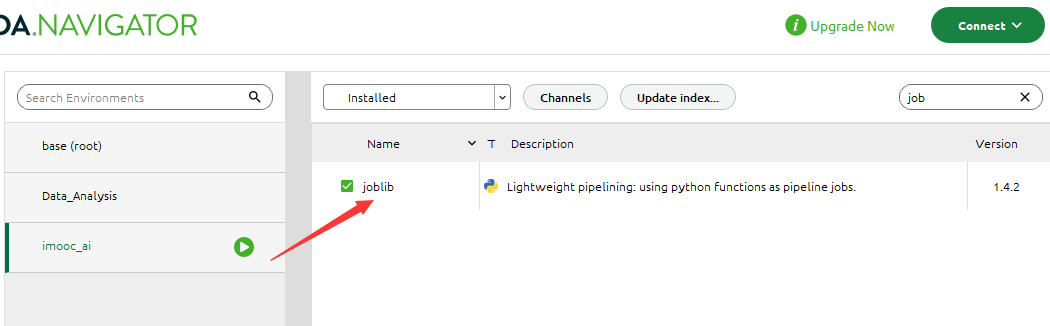 DA.NAVIGATOR
i Upgrade Now
Connect
Search Environments
base (root)
Data_Analysis
imooc_ai
Installed
Channels
Update index...
job
Name
T
Description
Version
joblib
Lightweight pipelining: using python functions as pipeline jobs.
1.4.2